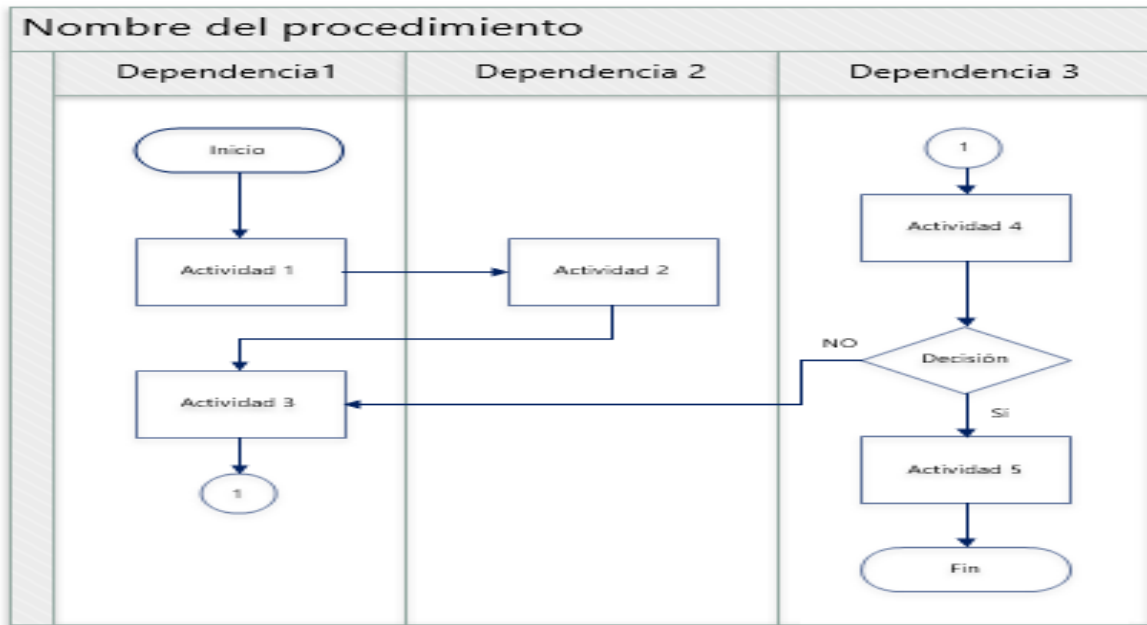 Nombre del procedimiento
Dependencia1
Dependencia 2
Dependencia 3
Inicio
1
Actividad 4
Actividad 1
Actividad 2
NO
Decisión
Actividad 3
Si
Actividad 5
1
Fin